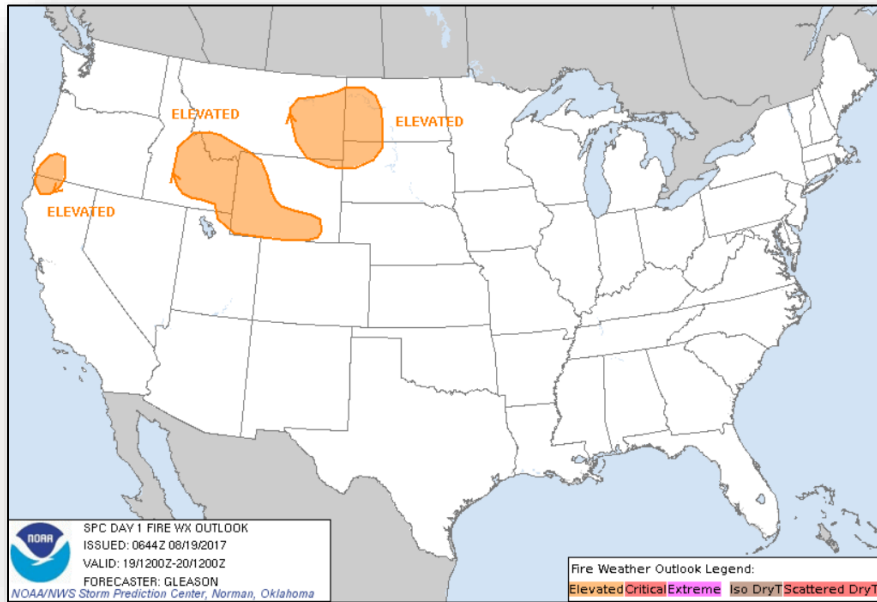 ELEVATED
ELEVATED
ELEVATED
NOAA
SPC DAY 1 FIRE WX OUTLOOK
ISSUED: 0644Z 08/19/2017
VALID: 19/1200Z-20/1200Z
FORECASTER: GLEASON
NOAA/NWS Storm Prediction Center, Norman, Oklahoma
Fire Weather Outlook Legend:
Elevated Critical Extreme Iso DryT Scattered DryT